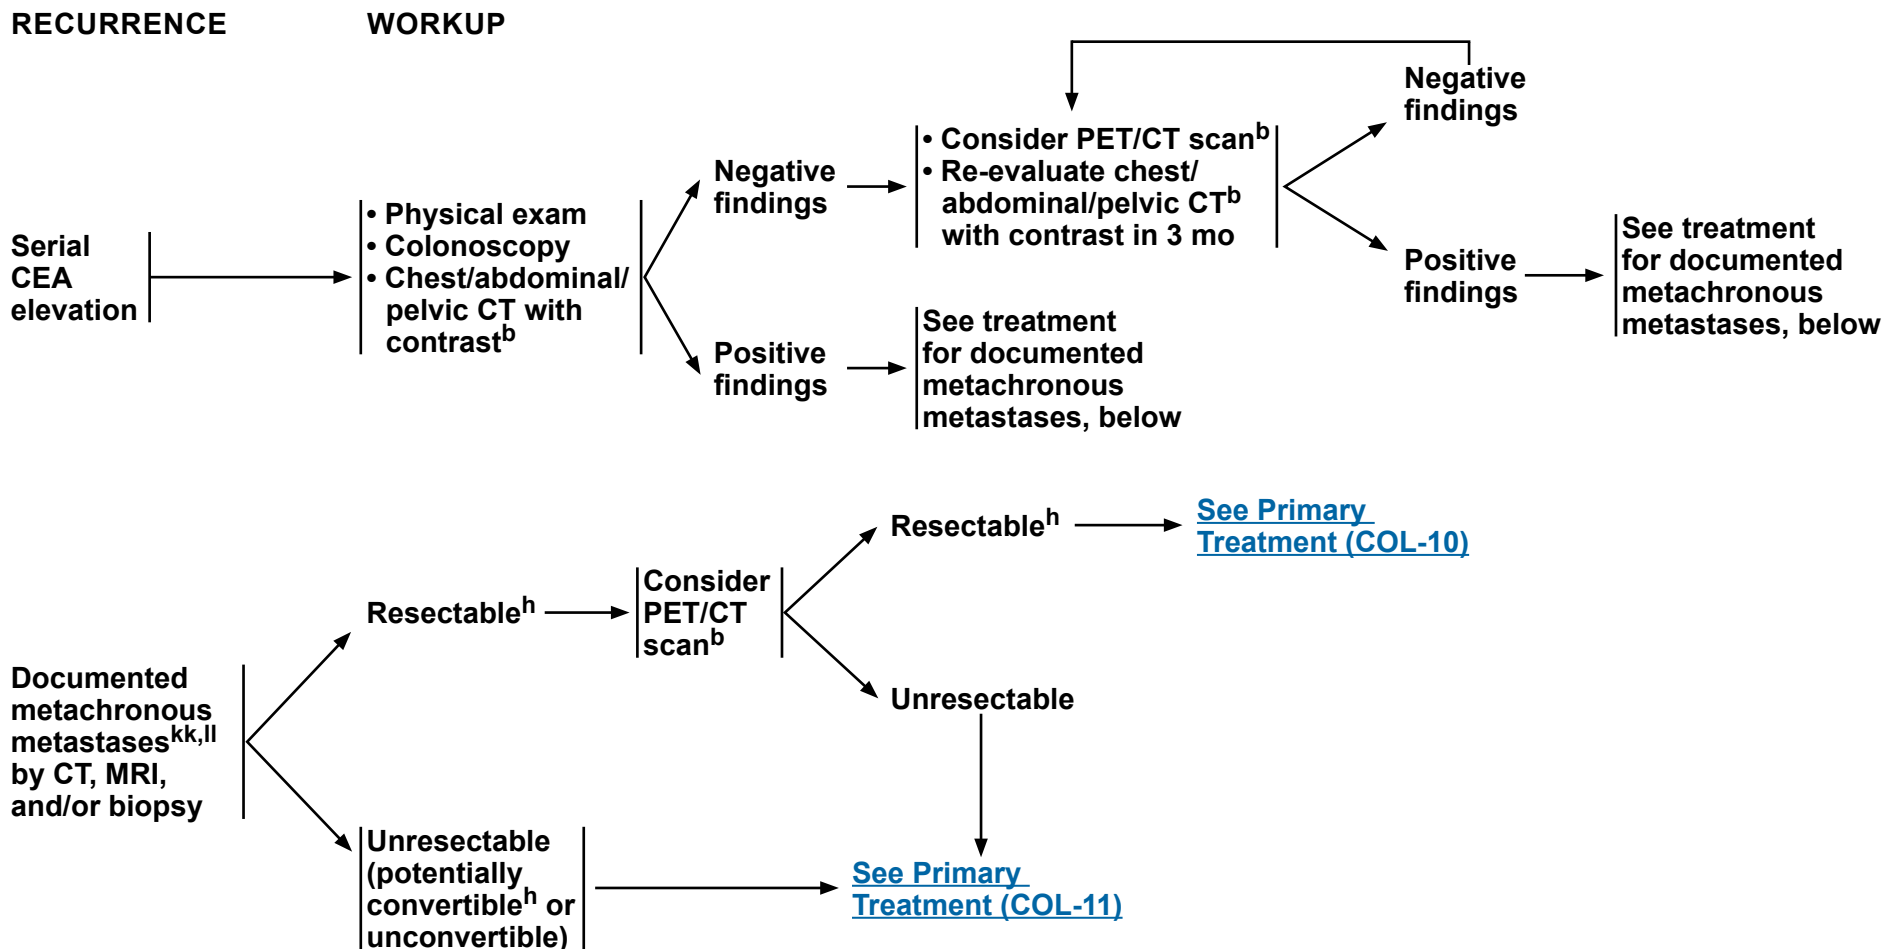 RECURRENCE
WORKUP
Serial
CEA
elevation
• Physical exam
• Colonoscopy
• Chest/abdominal/
pelvic CT with
contrastb
Negative
findings
Positive
findings
• Consider PET/CT scanb
• Re-evaluate chest/
abdominal/pelvic CTb
with contrast in 3 mo
See treatment
for documented
metachronous
metastases, below
Negative
findings
Positive
findings
See treatment
for documented
metachronous
metastases, below
Documented
metachronous
metastaseskk,ll
by CT, MRI,
and/or biopsy
Resectableh
Consider
PET/CT
scanb
Resectableh
See Primary
Treatment (COL-10)
Unresectable
Unresectable
(potentially
convertibleh or
unconvertible)
See Primary
Treatment (COL-11)